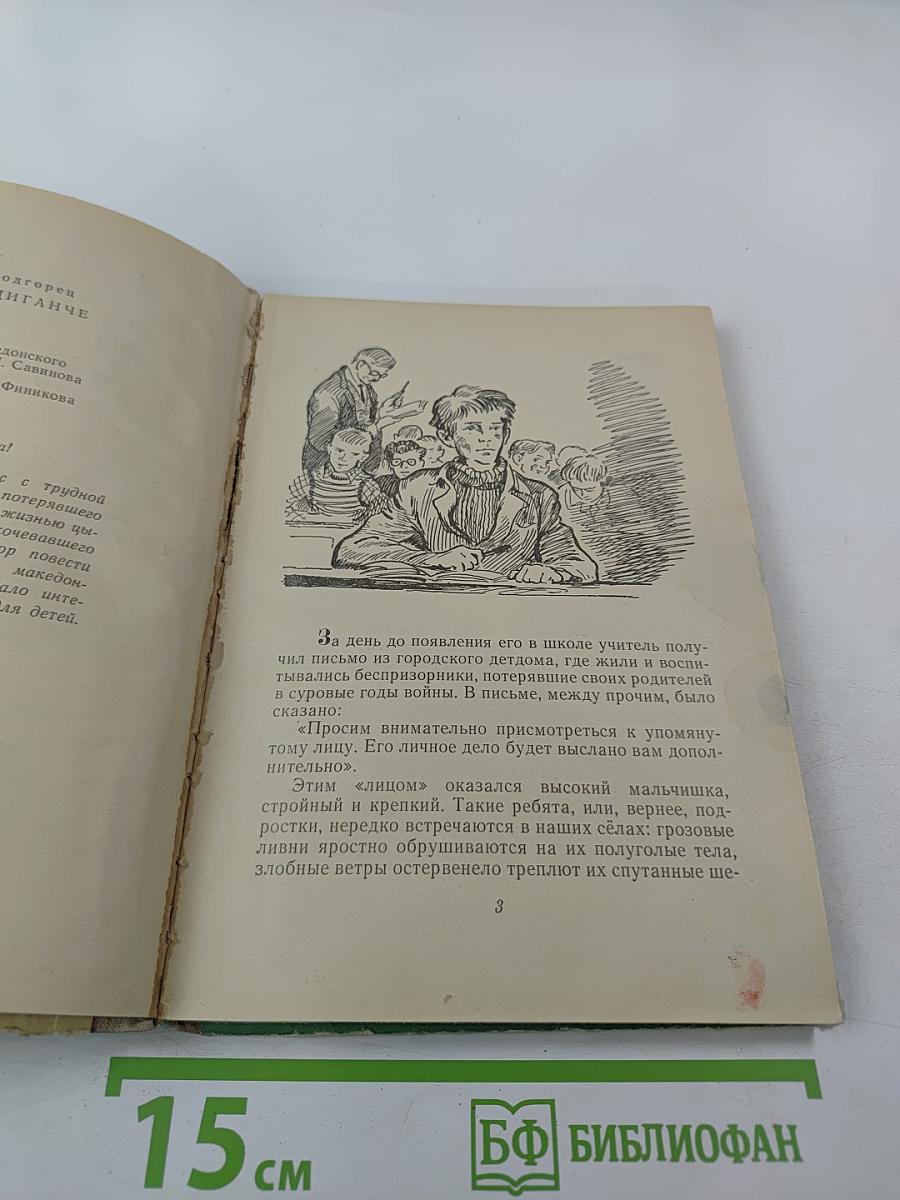 одгорец
ЦИГАНЧЕ
едонского
Савинова
Финикова
а!
с с трудной
потерявшего
жизнью цы-
кочевавшего
ор повести
македон-
ало инте-
для детей.
За день до появления его в школе учитель полу-
чил письмо из городского детдома, где жили и воспи-
тывались беспризорники, потерявшие своих родителей
в суровые годы войны. В письме, между прочим, было
сказано:
«Просим внимательно присмотреться к упомяну-
тому лицу. Его личное дело будет выслано вам допол-
нительно».
Этим «лицом» оказался высокий мальчишка,
стройный и крепкий. Такие ребята, или, вернее, под-
ростки, нередко встречаются в наших сёлах: грозовые
ливни яростно обрушиваются на их полуголые тела,
злобные ветры остервенело треплют их спутанные ше-
3
15 см
БФ БИБЛИОФАН